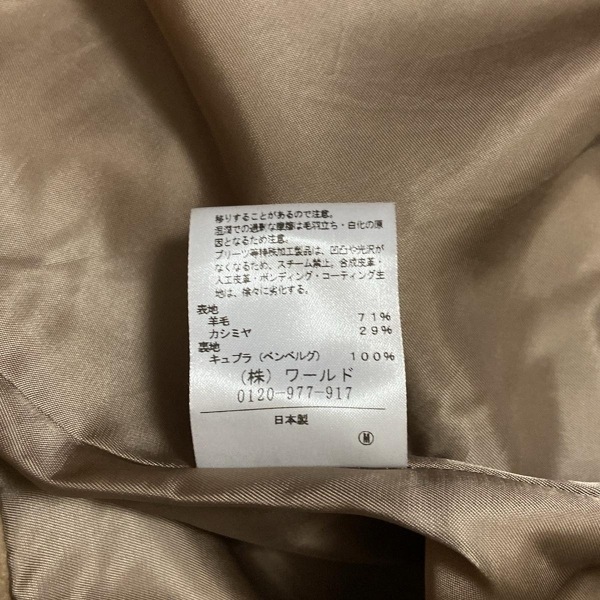 移りすることがあるので注意。
湿潤での過剰な摩擦は毛羽立ち・白化の原
因となるため注意。
プリーツ等特殊加工製品は、凹凸や光沢が
なくなるため、スチーム禁止。合成皮革・
人工皮革・ボンディング・コーティング生
地は、徐々に劣化する。
表地
羊毛 71%
カシミヤ 29%
裏地
キュプラ（ベンベルグ） 100%
（株）ワールド
0120-977-917
日本製
M